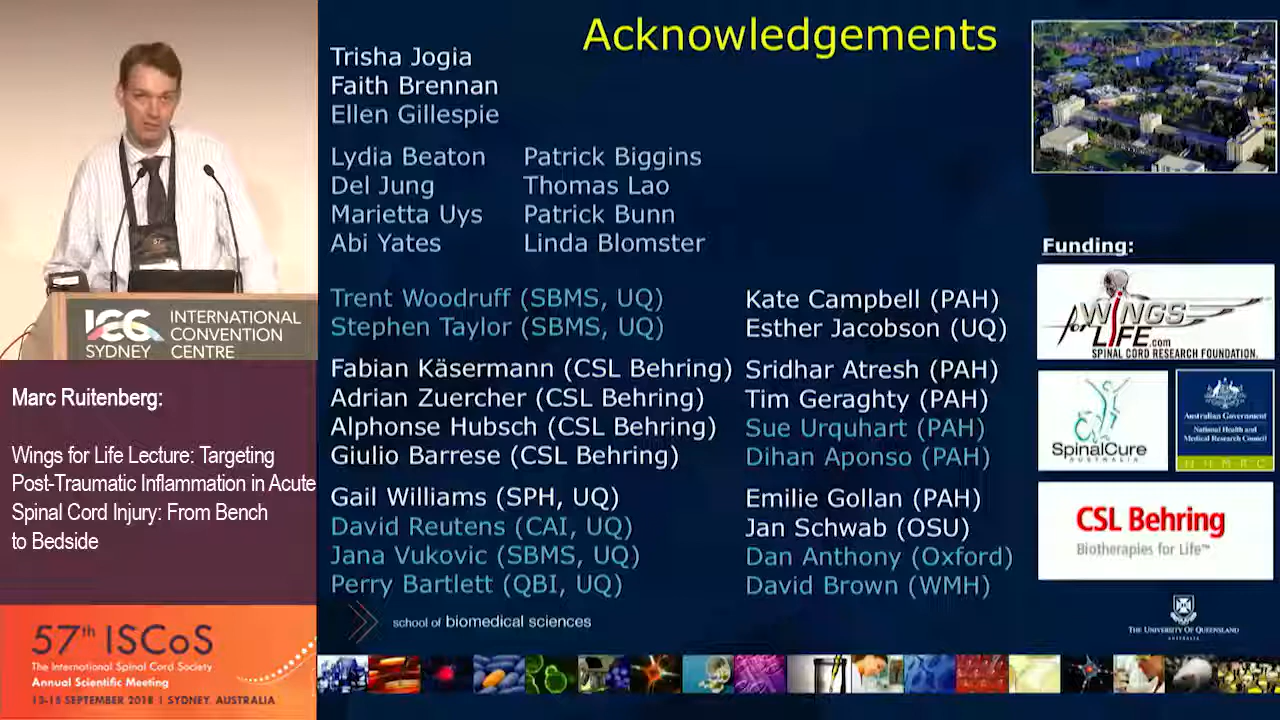 Acknowledgements
Trisha Jogia
Faith Brennan
Ellen Gillespie
Lydia Beaton
Del Jung
Marietta Uys
Abi Yates
Patrick Biggins
Thomas Lao
Patrick Bunn
Linda Blomster
Trent Woodruff (SBMS, UQ)
Stephen Taylor (SBMS, UQ)
Fabian Käsermann (CSL Behring)
Adrian Zuercher (CSL Behring)
Alphonse Hubsch (CSL Behring)
Giulio Barrese (CSL Behring)
Gail Williams (SPH, UQ)
David Reutens (CAI, UQ)
Jana Vukovic (SBMS, UQ)
Perry Bartlett (QBI, UQ)
Kate Campbell (PAH)
Esther Jacobson (UQ)
Sridhar Atresh (PAH)
Tim Geraghty (PAH)
Sue Urquhart (PAH)
Dihan Aponso (PAH)
Emilie Gollan (PAH)
Jan Schwab (OSU)
Dan Anthony (Oxford)
David Brown (WMH)
Funding:
WINGS
for LIFE.com
SPINAL CORD RESEARCH FOUNDATION.
SpinalCure
AUSTRALIA
Australian Government
National Health and
Medical Research Council
NHMRC
CSL Behring
Biotherapies for Life™
THE UNIVERSITY OF QUEENSLAND
AUSTRALIA
school of biomedical sciences
57
ICC
SYDNEY
INTERNATIONAL
CONVENTION
CENTRE
Marc Ruitenberg:
Wings for Life Lecture: Targeting
Post-Traumatic Inflammation in Acute
Spinal Cord Injury: From Bench
to Bedside
57th ISCoS
The International Spinal Cord Society
Annual Scientific Meeting
13-15 SEPTEMBER 2018 | SYDNEY, AUSTRALIA